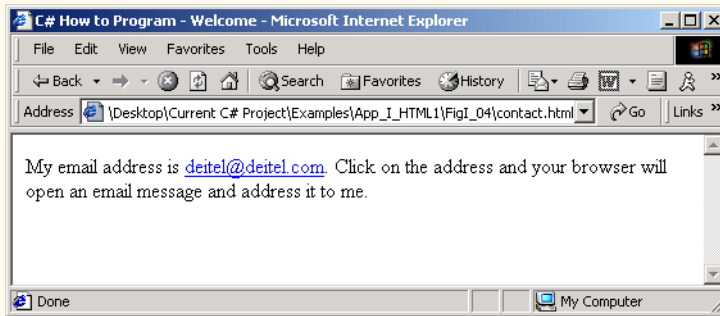 C# How to Program - Welcome - Microsoft Internet Explorer
File Edit View Favorites Tools Help
Back Search Favorites History »
Address \Desktop\Current C# Project\Examples\App_I_HTML1\FigI_04\contact.html Go Links »
My email address is deitel@deitel.com. Click on the address and your browser will
open an email message and address it to me.
Done My Computer